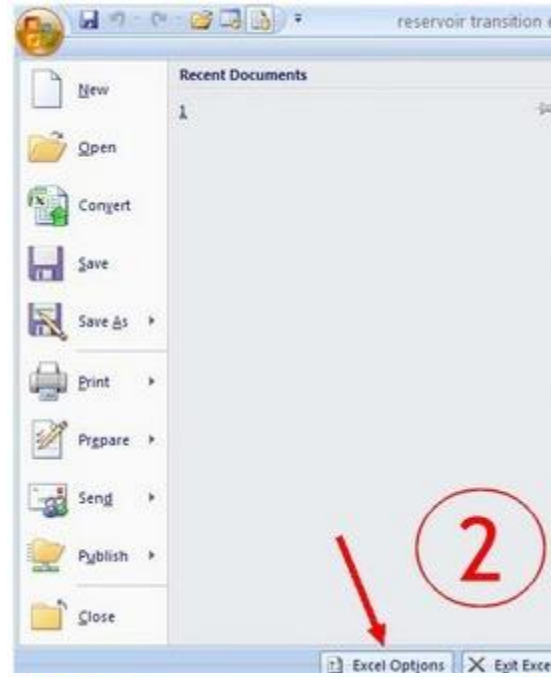 reservoir transition
Recent Documents
1
New
Open
Convert
Save
Save As
Print
Prepare
Send
Publish
Close
2
Excel Options
Exit Exce